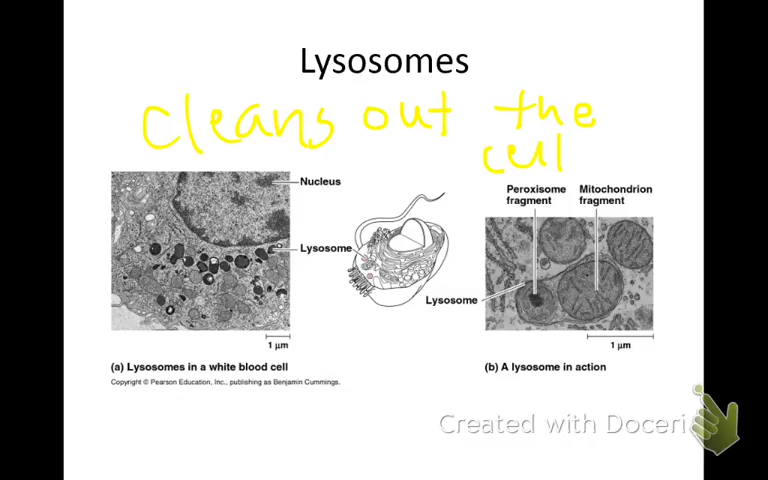 Lysosomes
cleans out the
cell
Nucleus
Lysosome
Peroxisome
fragment
Mitochondrion
fragment
Lysosome
1 μm
1 μm
(a) Lysosomes in a white blood cell
(b) A lysosome in action
Copyright © Pearson Education, Inc., publishing as Benjamin Cummings.
Created with Doceri